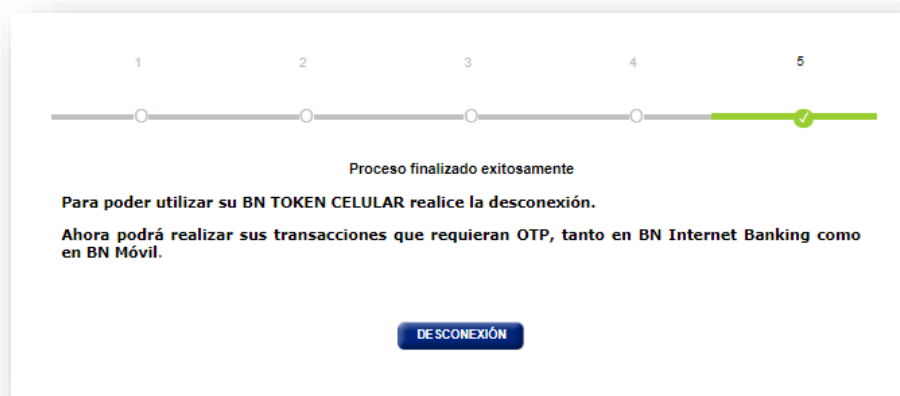 1 2 3 4 5
Proceso finalizado exitosamente
Para poder utilizar su BN TOKEN CELULAR realice la desconexión.
Ahora podrá realizar sus transacciones que requieran OTP, tanto en BN Internet Banking como
en BN Móvil.
DESCONEXIÓN